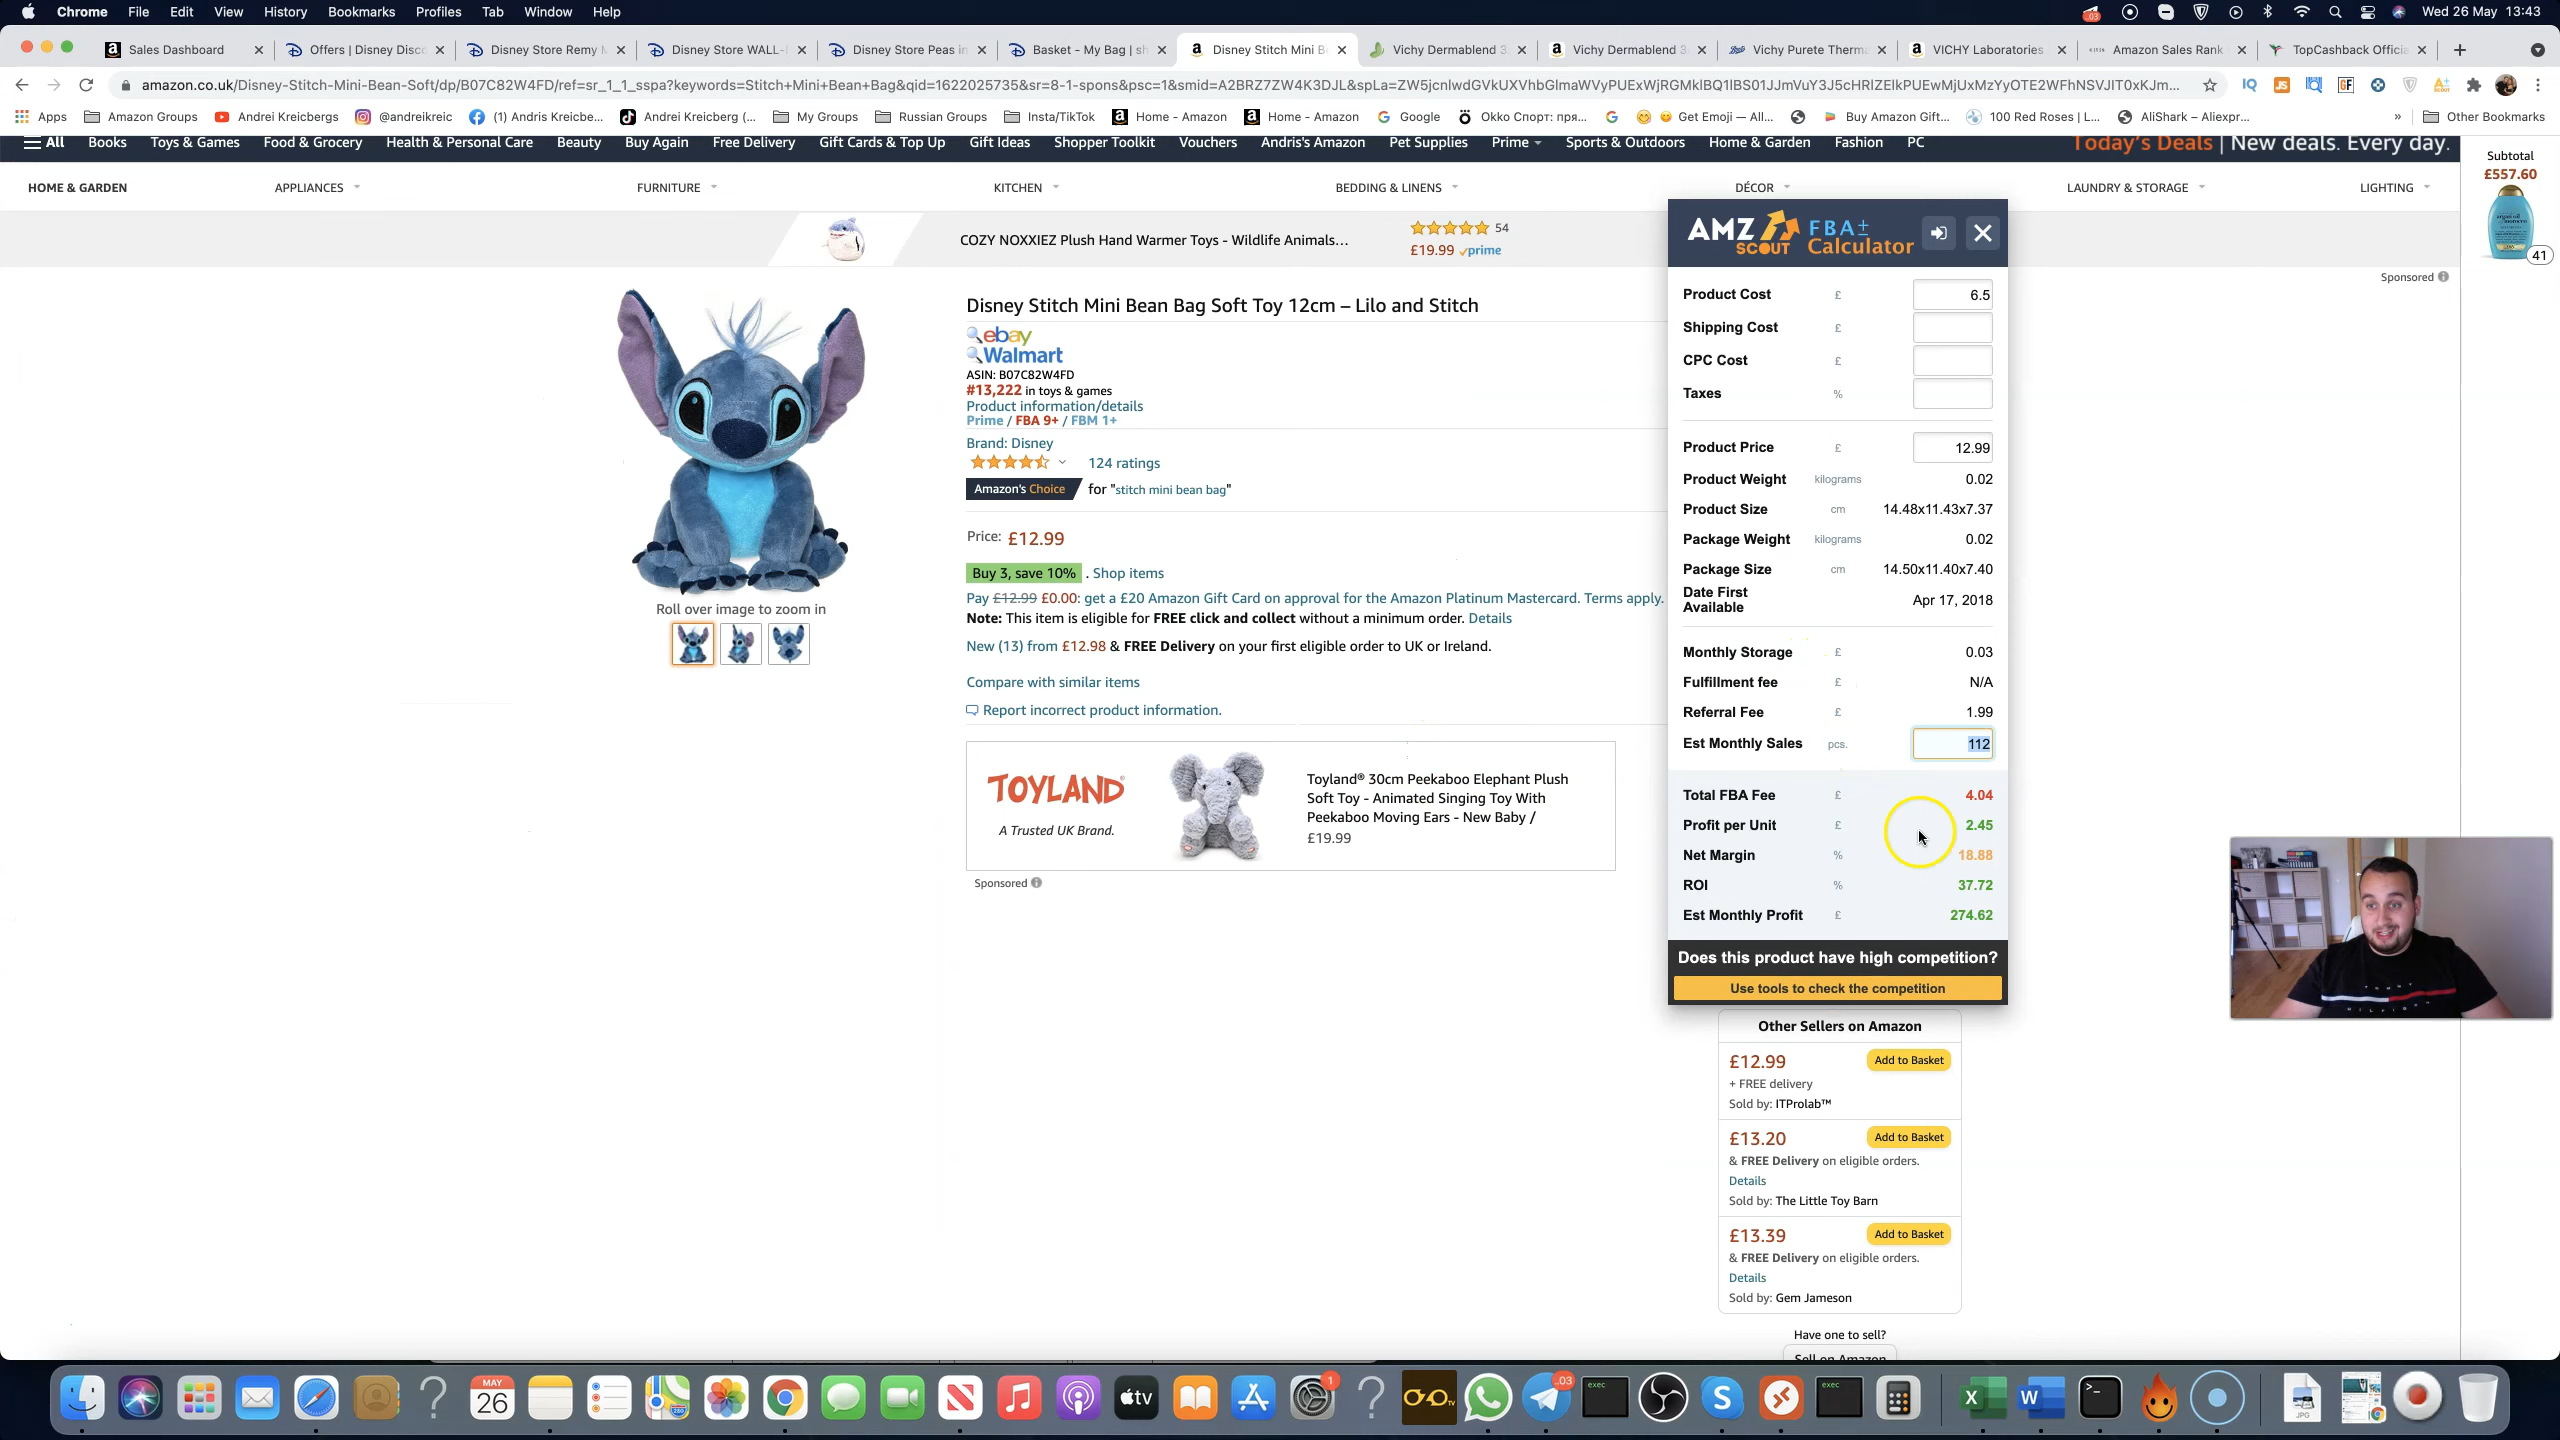 Chrome File Edit View History Bookmarks Profiles Tab Window Help Wed 26 May 13:43
Sales Dashboard Offers | Disney Disco Disney Store Remy M Disney Store WALL- Disney Store Peas in Basket - My Bag | sh Disney Stitch Mini B Vichy Dermablend 3 Vichy Dermablend 3 Vichy Purete Therma VICHY Laboratories Amazon Sales Rank TopCashback Officia
amazon.co.uk/Disney-Stitch-Mini-Bean-Soft/dp/B07C82W4FD/ref=sr_1_1_sspa?keywords=Stitch+Mini+Bean+Bag&qid=1622025735&sr=8-1-spons&psc=1&smid=A2BRZ7ZW4K3DJL&spLa=
Apps Amazon Groups Andrei Kreicbergs @andreikreic (1) Andris Kreicbe... Andrei Kreicberg (... My Groups Russian Groups Insta/TikTok Home - Amazon Home - Amazon Google Okko Спорт: пря... Get Emoji — All... Buy Amazon Gift... 100 Red Roses | L... AliShark – Aliexpr... » Other Bookmarks
All Books Toys & Games Food & Grocery Health & Personal Care Beauty Buy Again Free Delivery Gift Cards & Top Up Gift Ideas Shopper Toolkit Vouchers Andris's Amazon Pet Supplies Prime Sports & Outdoors Home & Garden Fashion PC Today's Deals | New deals. Every day.
Subtotal
£557.60
41
HOME & GARDEN APPLIANCES FURNITURE KITCHEN BEDDING & LINENS DÉCOR LAUNDRY & STORAGE LIGHTING
COZY NOXXIEZ Plush Hand Warmer Toys - Wildlife Animals...
54
£19.99 prime
Sponsored
Disney Stitch Mini Bean Bag Soft Toy 12cm – Lilo and Stitch
ebay
Walmart
ASIN: B07C82W4FD
#13,222 in toys & games
Product information/details
Prime / FBA 9+ / FBM 1+
Brand: Disney
124 ratings
Amazon's Choice for "stitch mini bean bag"
Price: £12.99
Buy 3, save 10% . Shop items
Pay £12.99 £0.00: get a £20 Amazon Gift Card on approval for the Amazon Platinum Mastercard. Terms apply.
Note: This item is eligible for FREE click and collect without a minimum order. Details
New (13) from £12.98 & FREE Delivery on your first eligible order to UK or Ireland.
Compare with similar items
Report incorrect product information.
Roll over image to zoom in
TOYLAND®
A Trusted UK Brand.
Toyland® 30cm Peekaboo Elephant Plush
Soft Toy - Animated Singing Toy With
Peekaboo Moving Ears - New Baby /
£19.99
Sponsored
AMZ SCOUT FBA± Calculator
Product Cost £ 6.5
Shipping Cost £
CPC Cost £
Taxes %
Product Price £ 12.99
Product Weight kilograms 0.02
Product Size cm 14.48x11.43x7.37
Package Weight kilograms 0.02
Package Size cm 14.50x11.40x7.40
Date First Available Apr 17, 2018
Monthly Storage £ 0.03
Fulfillment fee £ N/A
Referral Fee £ 1.99
Est Monthly Sales pcs. 112
Total FBA Fee £ 4.04
Profit per Unit £ 2.45
Net Margin % 18.88
ROI % 37.72
Est Monthly Profit £ 274.62
Does this product have high competition?
Use tools to check the competition
Other Sellers on Amazon
£12.99 Add to Basket
+ FREE delivery
Sold by: ITProlab™
£13.20 Add to Basket
& FREE Delivery on eligible orders.
Details
Sold by: The Little Toy Barn
£13.39 Add to Basket
& FREE Delivery on eligible orders.
Details
Sold by: Gem Jameson
Have one to sell?
Sell on Amazon
MAY
26
tv
1
.03
exec
exec
JPG